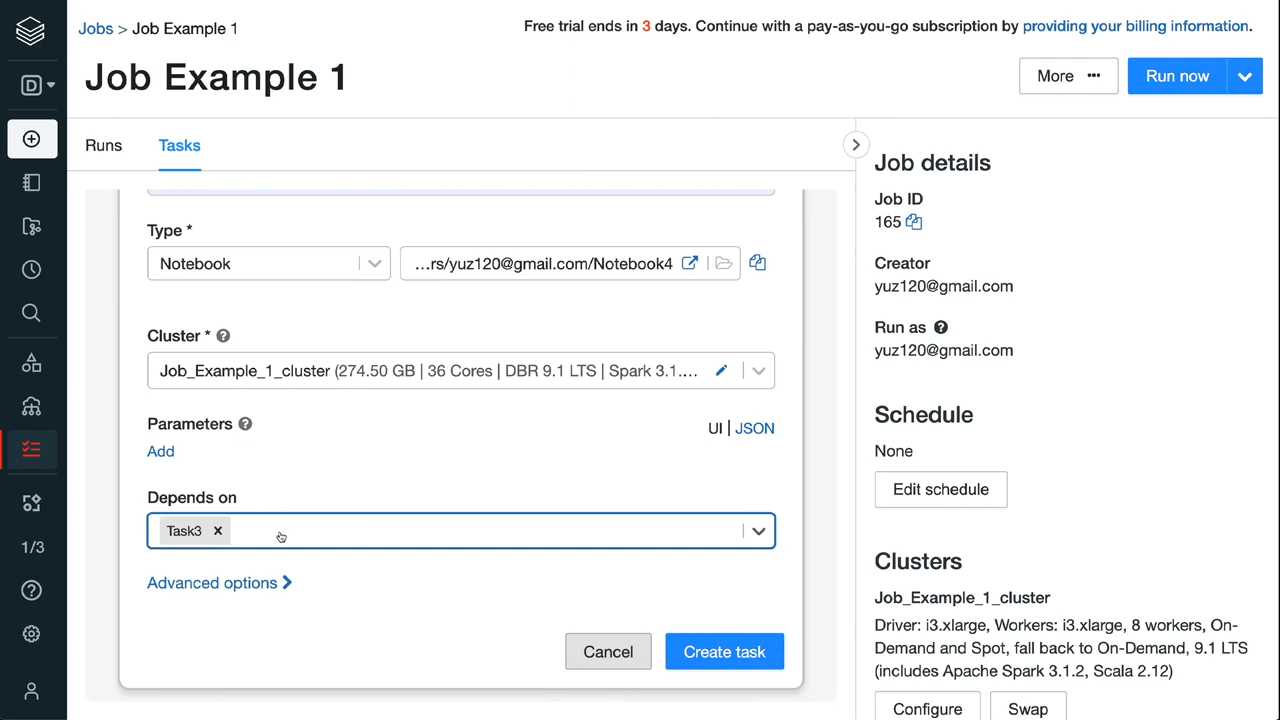 Jobs > Job Example 1
Free trial ends in 3 days. Continue with a pay-as-you-go subscription by providing your billing information.
Job Example 1
More ···
Run now
D
Runs
Tasks
Type *
Notebook
...rs/yuz120@gmail.com/Notebook4
Cluster * ?
Job_Example_1_cluster (274.50 GB | 36 Cores | DBR 9.1 LTS | Spark 3.1....
Parameters ?
UI | JSON
Add
Depends on
Task3 ×
Advanced options
Cancel
Create task
1/3
Job details
Job ID
165
Creator
yuz120@gmail.com
Run as ?
yuz120@gmail.com
Schedule
None
Edit schedule
Clusters
Job_Example_1_cluster
Driver: i3.xlarge, Workers: i3.xlarge, 8 workers, On-
Demand and Spot, fall back to On-Demand, 9.1 LTS
(includes Apache Spark 3.1.2, Scala 2.12)
Configure
Swap